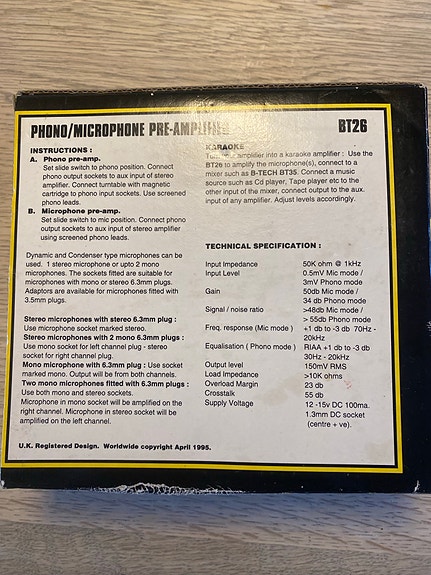 PHONO/MICROPHONE PRE-AMPLIFIER
BT26
INSTRUCTIONS :
A. Phono pre-amp.
Set slide switch to phono position. Connect
phono output sockets to aux input of stereo
amplifier. Connect turntable with magnetic
cartridge to phono input sockets. Use screened
phono leads.
B. Microphone pre-amp.
Set slide switch to mic position. Connect phono
output sockets to aux input of stereo amplifier
using screened phono leads.
Dynamic and Condenser type microphones can be
used. 1 stereo microphone or upto 2 mono
microphones. The sockets fitted are suitable for
microphones with mono or stereo 6.3mm plugs.
Adaptors are available for microphones fitted with
3.5mm plugs.
Stereo microphones with stereo 6.3mm plug :
Use microphone socket marked stereo.
Stereo microphones with 2 mono 6.3mm plugs :
Use mono socket for left channel plug - stereo
socket for right channel plug.
Mono microphone with 6.3mm plug : Use socket
marked mono. Output will be from both channels.
Two mono microphones fitted with 6.3mm plugs :
Use both mono and stereo sockets.
Microphone in mono socket will be amplified on the
right channel. Microphone in stereo socket will be
amplified on the left channel.
U.K. Registered Design. Worldwide copyright April 1995.
KARAOKE
Turn your amplifier into a karaoke amplifier : Use the
BT26 to amplify the microphone(s), connect to a
mixer such as B-TECH BT35. Connect a music
source such as Cd player, Tape player etc to the
other input of the mixer, connect output to the aux.
input of any amplifier. Adjust levels accordingly.
TECHNICAL SPECIFICATION :
Input Impedance 50K ohm @ 1kHz
Input Level 0.5mV Mic mode /
3mV Phono mode
Gain 50db Mic mode /
34 db Phono mode
Signal / noise ratio >48db Mic mode /
> 55db Phono mode
Freq. response (Mic mode ) +1 db to -3 db 70Hz -
20kHz
Equalisation ( Phono mode ) RIAA +1 db to -3 db
30Hz - 20kHz
Output level 150mV RMS
Load Impedance >10K ohms
Overload Margin 23 db
Crosstalk 55 db
Supply Voltage 12 -15v DC 100ma.
1.3mm DC socket
(centre + ve).